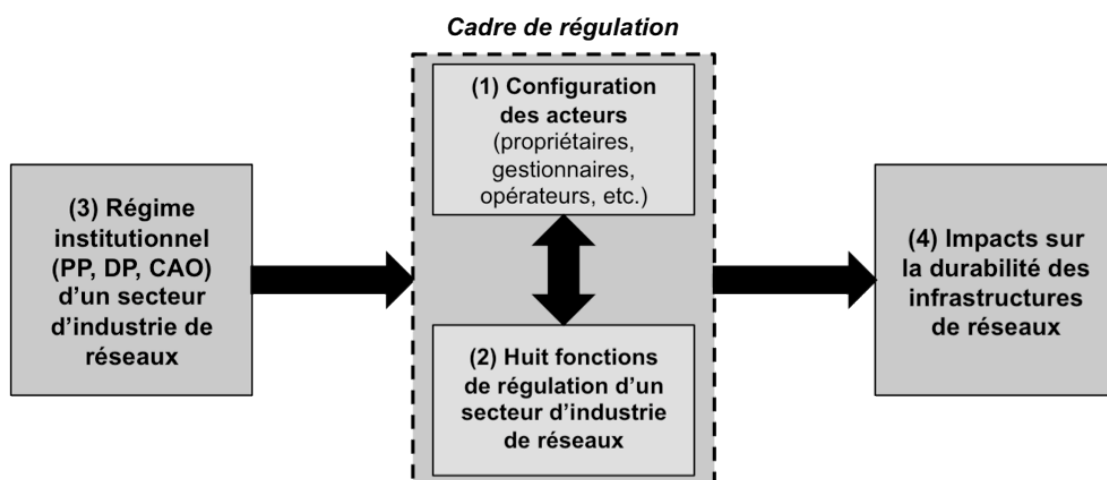 Cadre de régulation
(1) Configuration
des acteurs
(propriétaires,
gestionnaires,
opérateurs, etc.)
(3) Régime
institutionnel
(PP, DP, CAO)
d’un secteur
d’industrie de
réseaux
(4) Impacts sur
la durabilité des
infrastructures
de réseaux
(2) Huit fonctions
de régulation d’un
secteur d’industrie
de réseaux